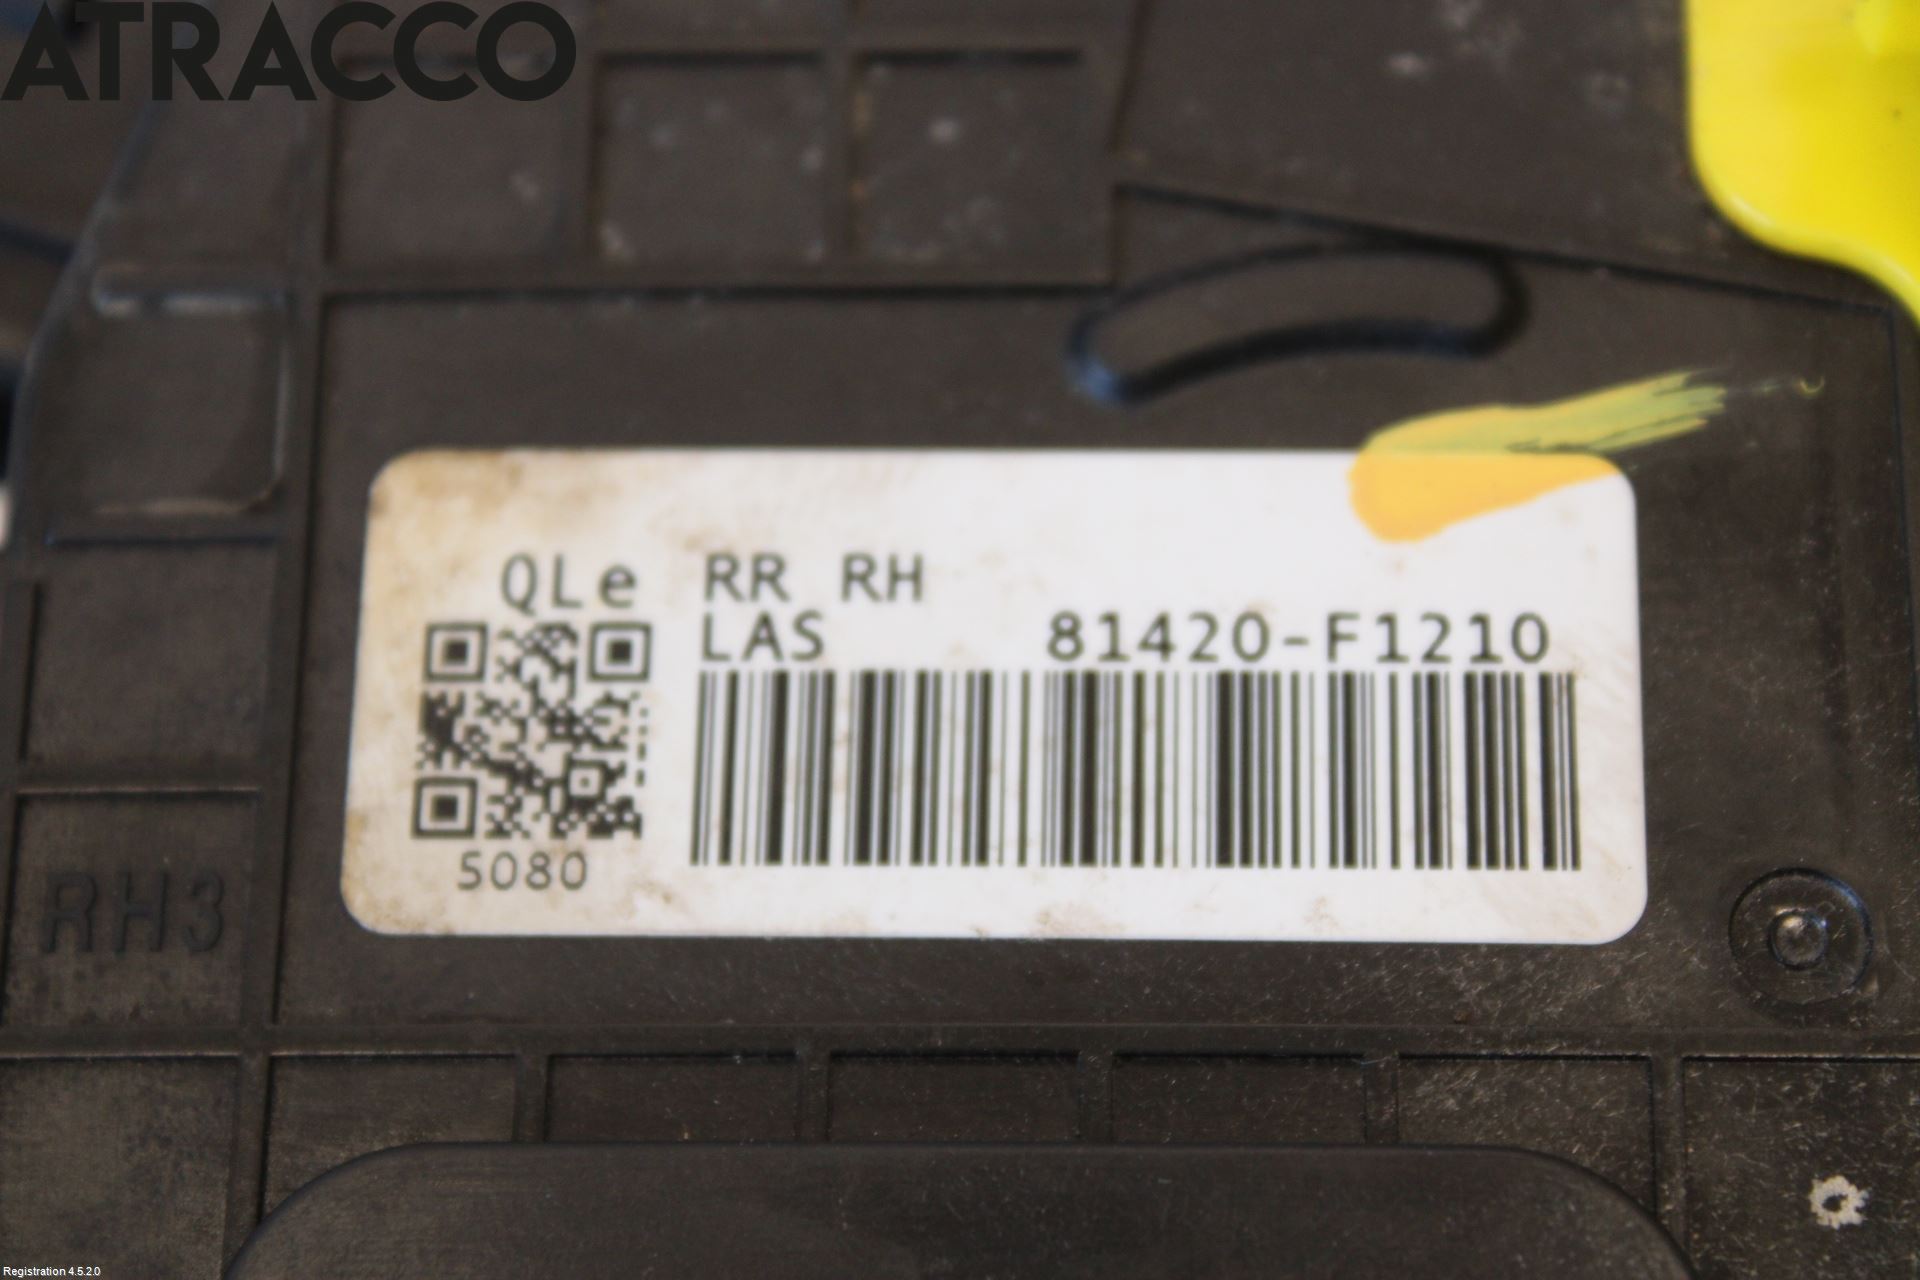 ATRACCO
QLe RR RH
LAS 81420-F1210
5080
RH3
Registration 4.5.2.0